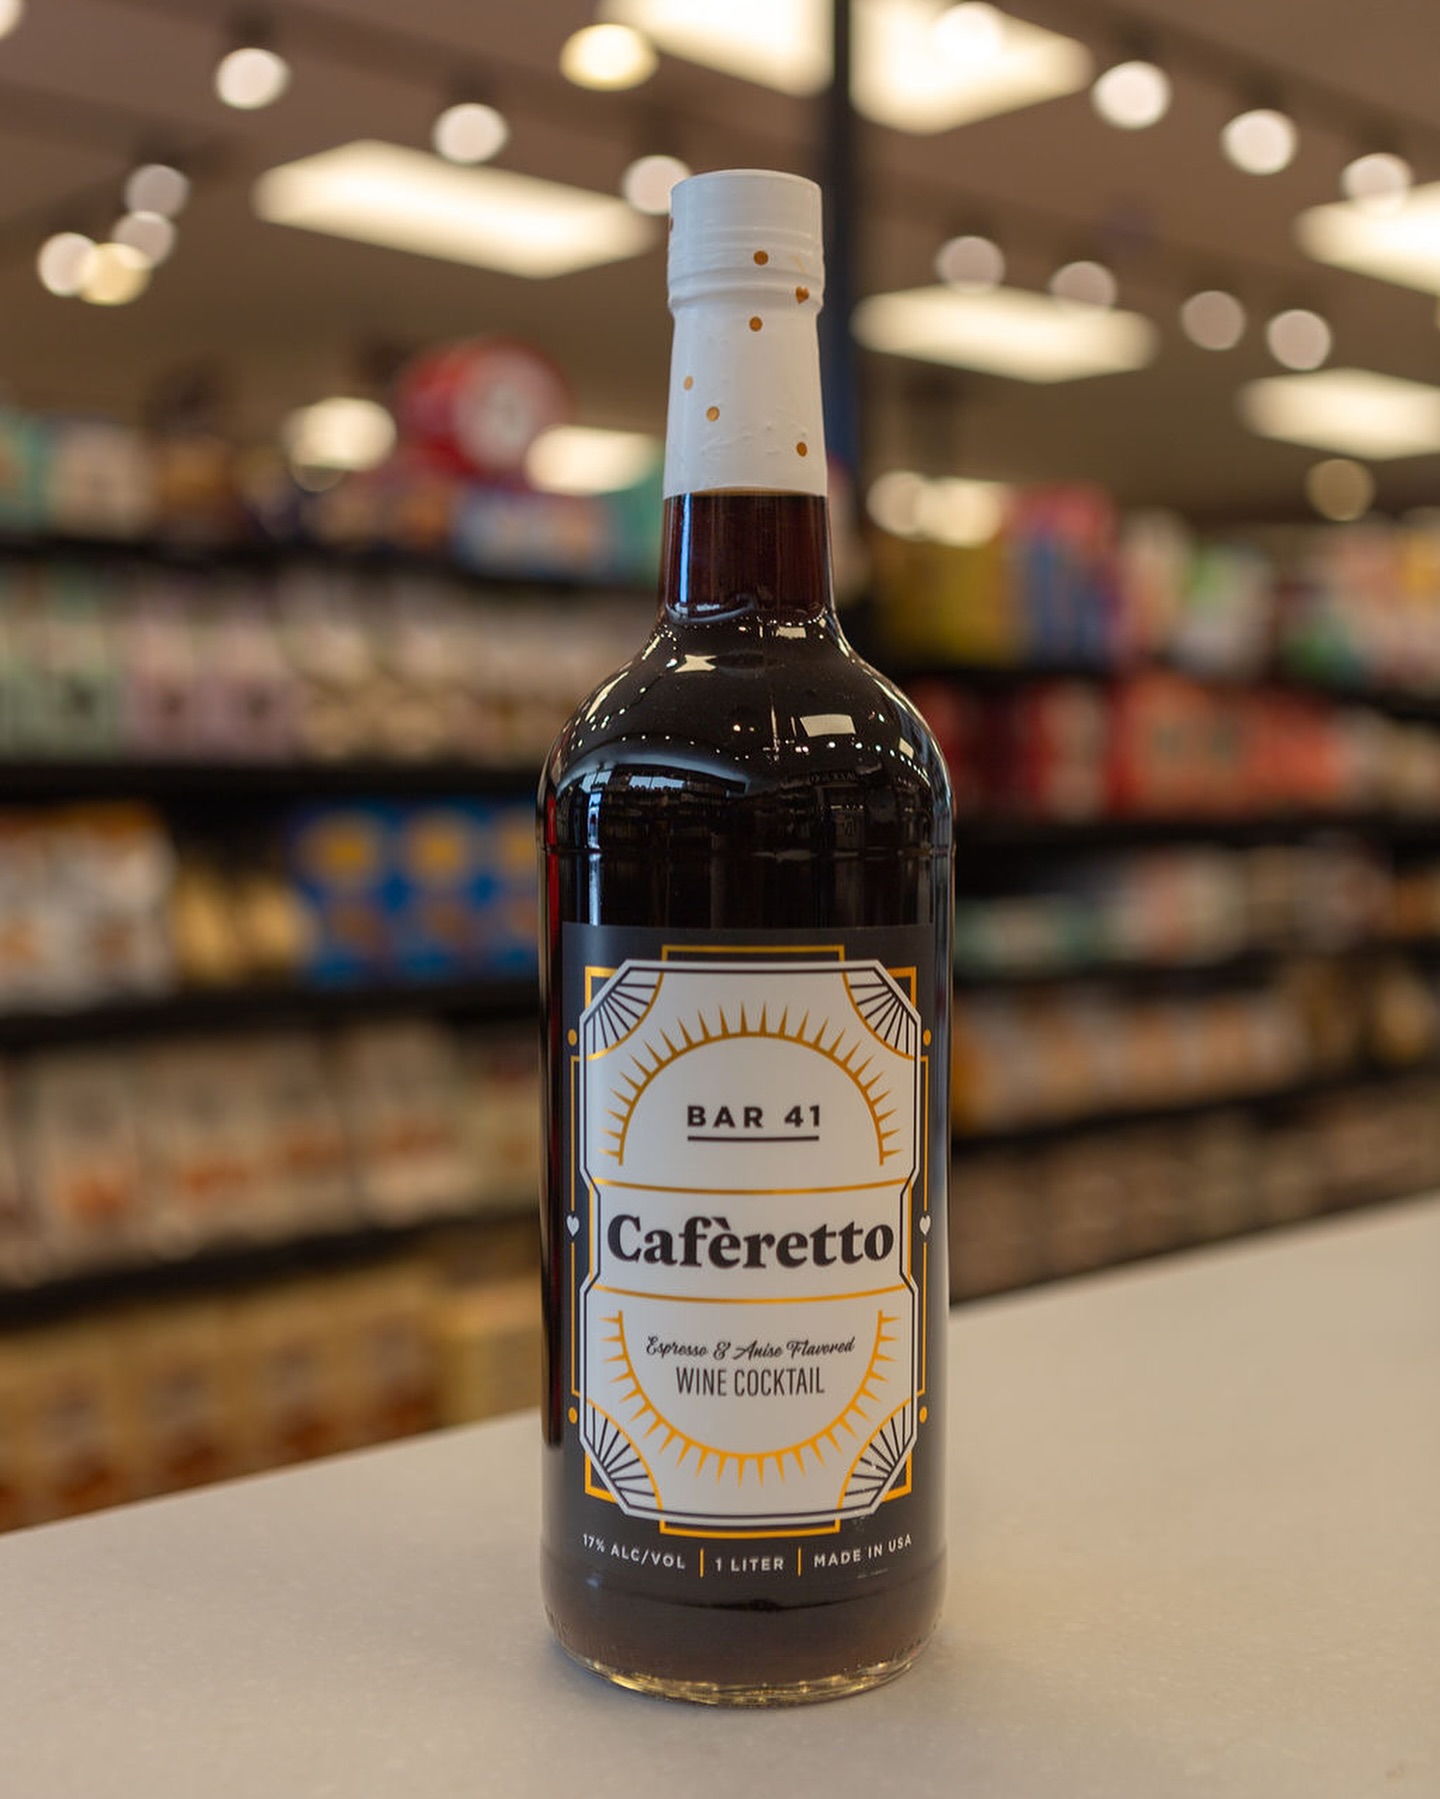 BAR 41
Cafèretto
Espresso & Anise Flavored
WINE COCKTAIL
17% ALC/VOL | 1 LITER | MADE IN USA